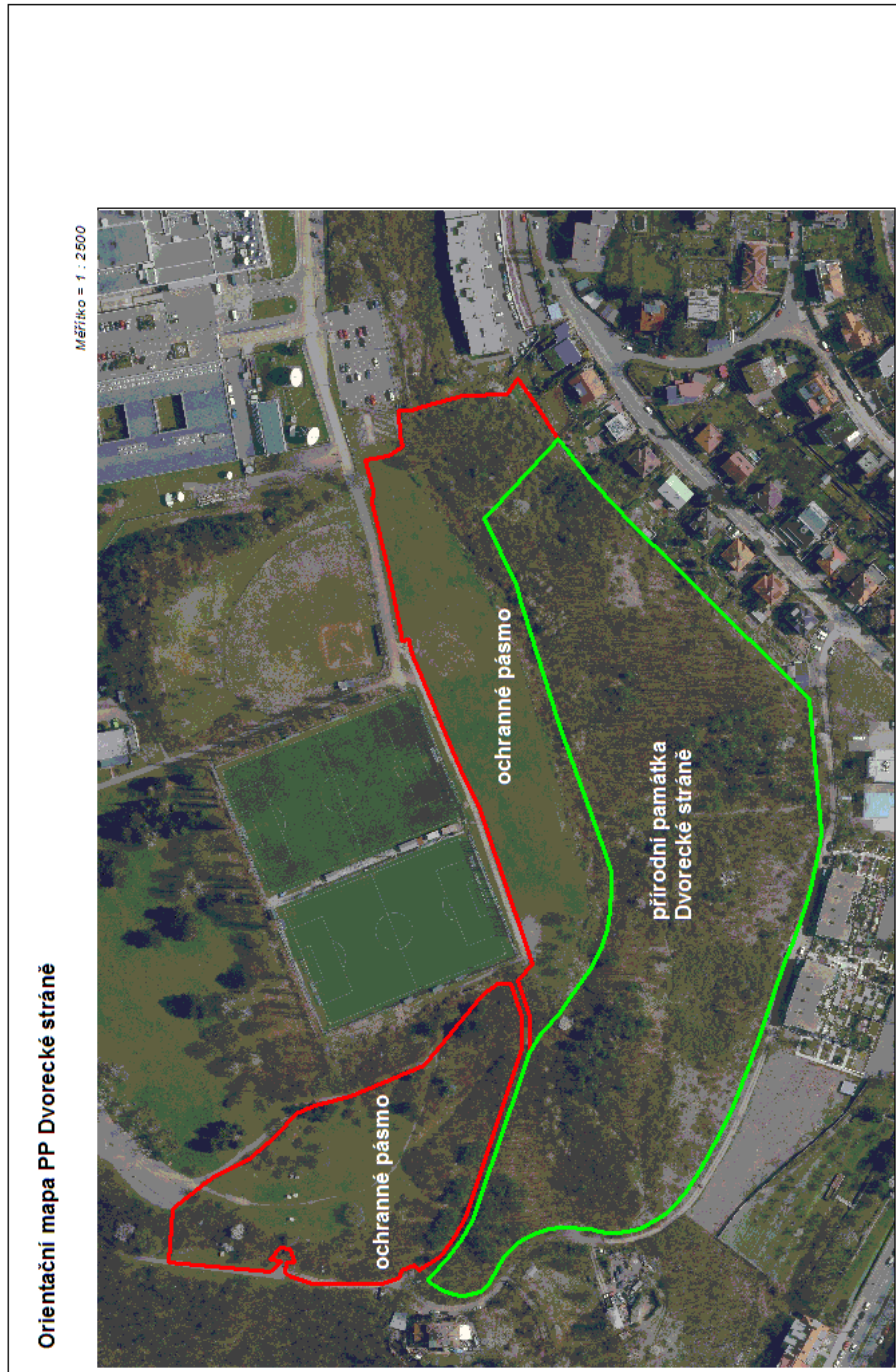 Orientační mapa PP Dvorecké stráně
Měřítko = 1 : 2500
ochranné pásmo
ochranné pásmo
přírodní památka
Dvorecké stráně